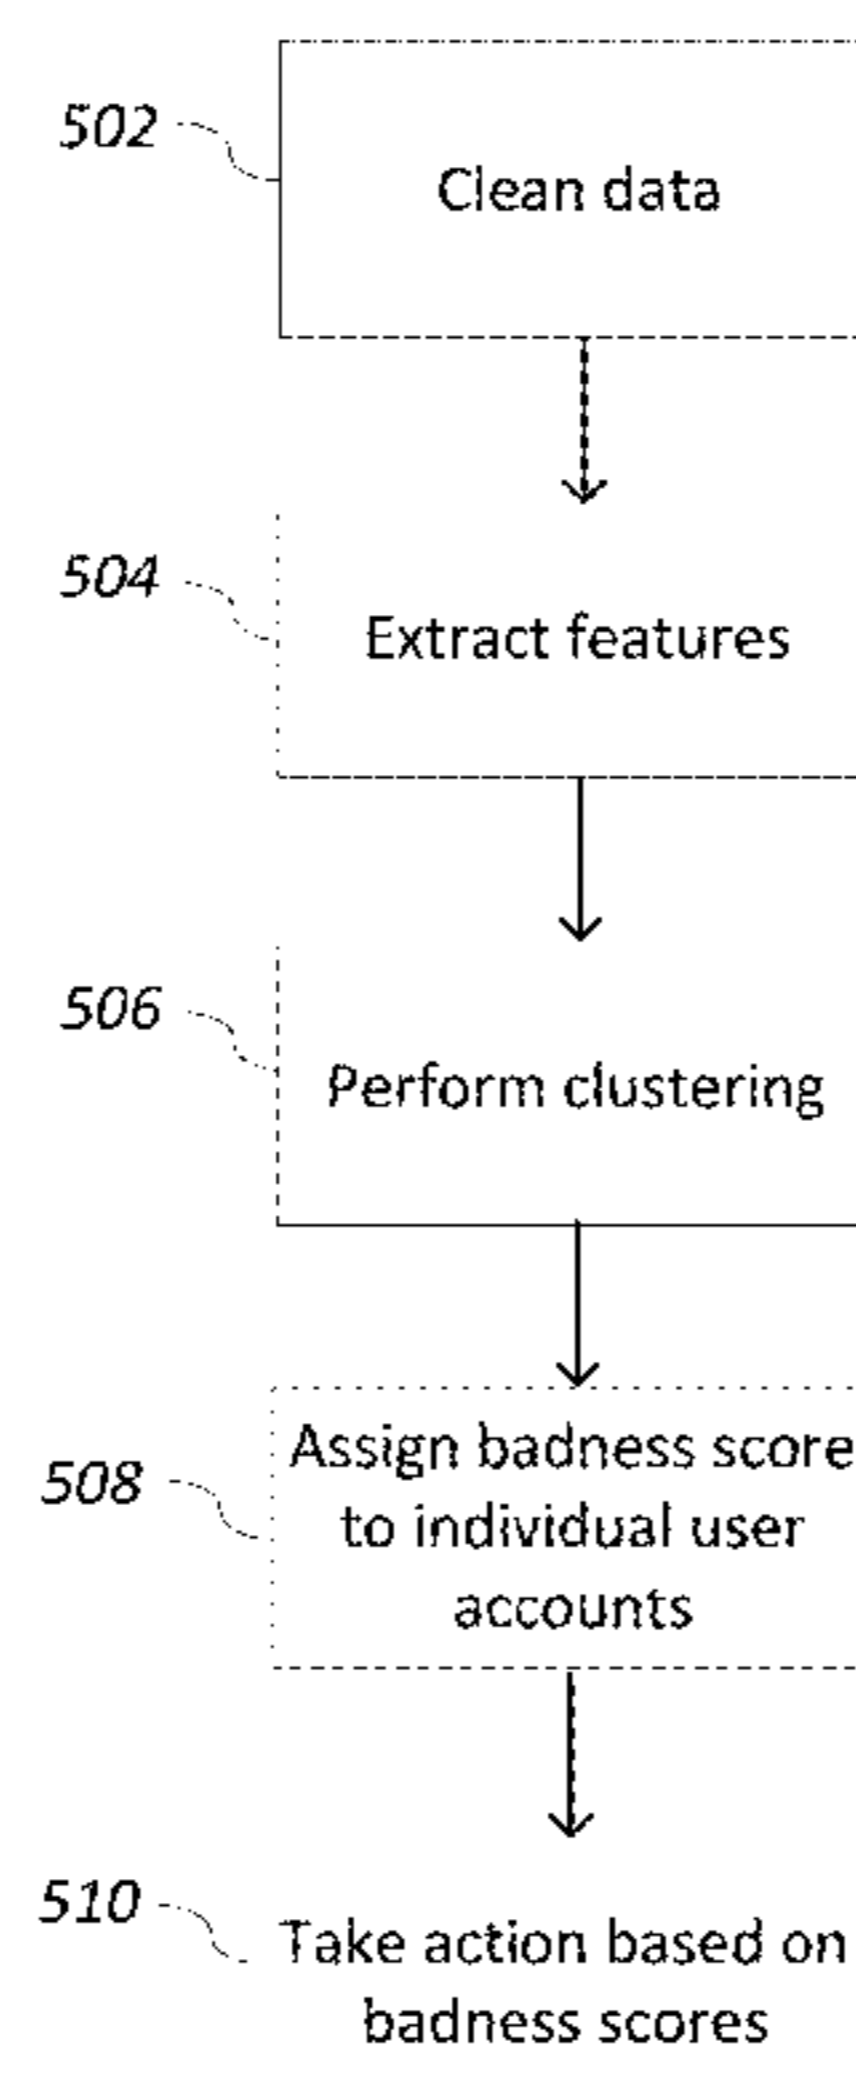 502
Clean data
504
Extract features
506
Perform clustering
508
Assign badness score
to individual user
accounts
510
Take action based on
badness scores